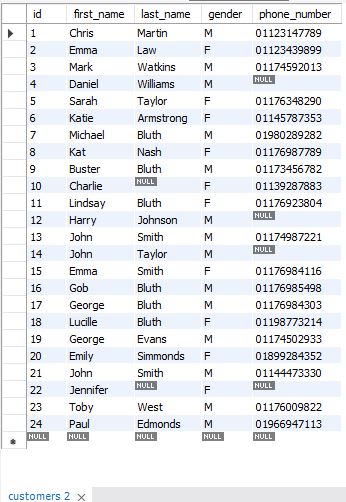 id first_name last_name gender phone_number
1 Chris Martin M 01123147789
2 Emma Law F 01123439899
3 Mark Watkins M 01174592013
4 Daniel Williams M NULL
5 Sarah Taylor F 01176348290
6 Katie Armstrong F 01145787353
7 Michael Bluth M 01980289282
8 Kat Nash F 01176987789
9 Buster Bluth M 01173456782
10 Charlie NULL F 01139287883
11 Lindsay Bluth F 01176923804
12 Harry Johnson M NULL
13 John Smith M 01174987221
14 John Taylor M NULL
15 Emma Smith F 01176984116
16 Gob Bluth M 01176985498
17 George Bluth M 01176984303
18 Lucille Bluth F 01198773214
19 George Evans M 01174502933
20 Emily Simmonds F 01899284352
21 John Smith M 01144473330
22 Jennifer NULL F NULL
23 Toby West M 01176009822
24 Paul Edmonds M 01966947113
NULL NULL NULL NULL NULL
customers 2